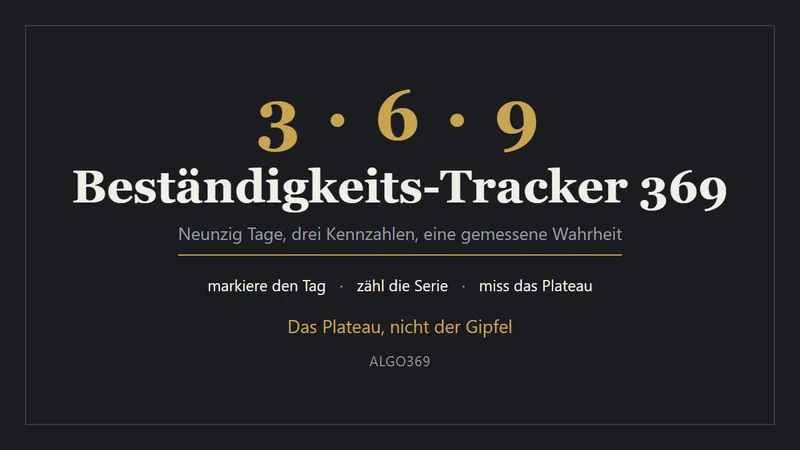 3 · 6 · 9
Beständigkeits-Tracker 369
Neunzig Tage, drei Kennzahlen, eine gemessene Wahrheit
markiere den Tag · zähl die Serie · miss das Plateau
Das Plateau, nicht der Gipfel
ALGO369